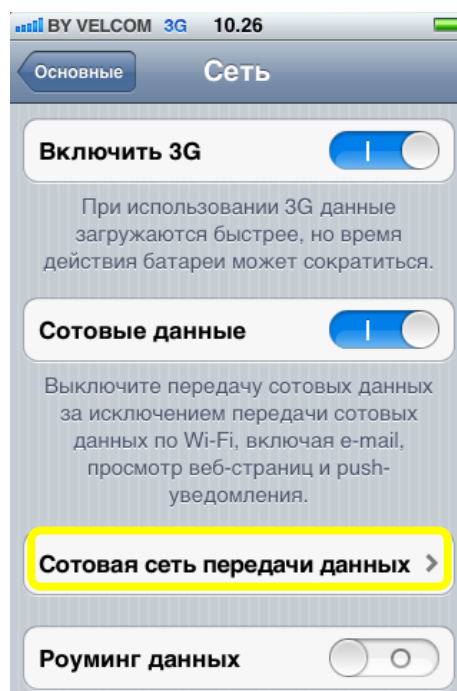 BY VELCOM 3G 10.26
Основные Сеть
Включить 3G
При использовании 3G данные
загружаются быстрее, но время
действия батареи может сократиться.
Сотовые данные
Выключите передачу сотовых данных
за исключением передачи сотовых
данных по Wi-Fi, включая e-mail,
просмотр веб-страниц и push-
уведомления.
Сотовая сеть передачи данных
Роуминг данных